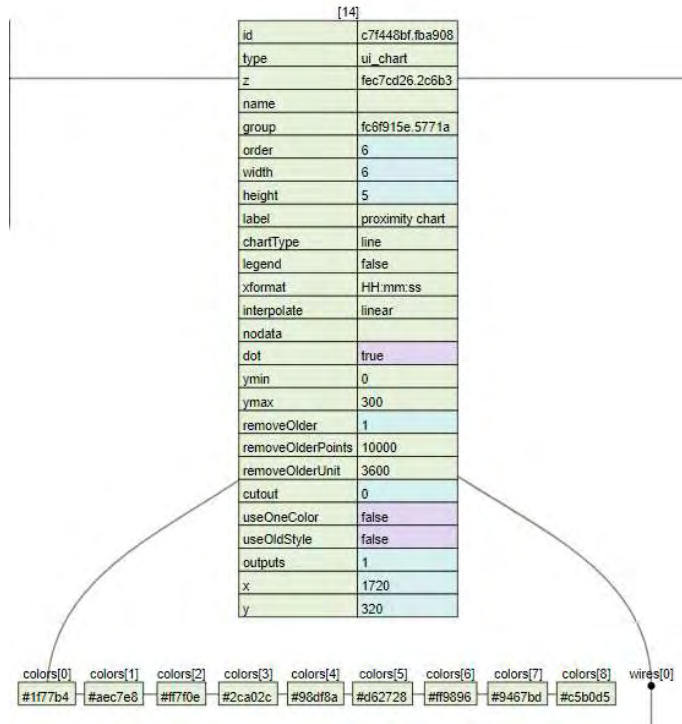 [14]
id c7f448bf.fba908
type ui_chart
z fec7cd26.2c6b3
name
group fc6f915e.5771a
order 6
width 6
height 5
label proximity chart
chartType line
legend false
xformat HH:mm:ss
interpolate linear
nodata
dot true
ymin 0
ymax 300
removeOlder 1
removeOlderPoints 10000
removeOlderUnit 3600
cutout 0
useOneColor false
useOldStyle false
outputs 1
x 1720
y 320
colors[0] colors[1] colors[2] colors[3] colors[4] colors[5] colors[6] colors[7] colors[8] wires[0]
#1f77b4 #aec7e8 #ff7f0e #2ca02c #98df8a #d62728 #ff9896 #9467bd #c5b0d5